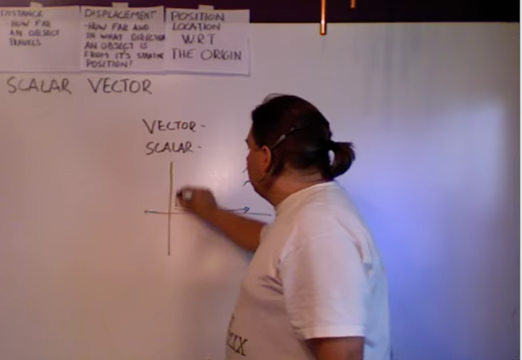 DISTANCE
- HOW FAR
AN OBJECT
TRAVELS
DISPLACEMENT
- HOW FAR AND
IN WHAT DIRECTION
AN OBJECT IS
FROM IT'S STARTING
POSITION!
POSITION
LOCATION
WRT
THE ORIGIN
SCALAR VECTOR
VECTOR -
SCALAR -